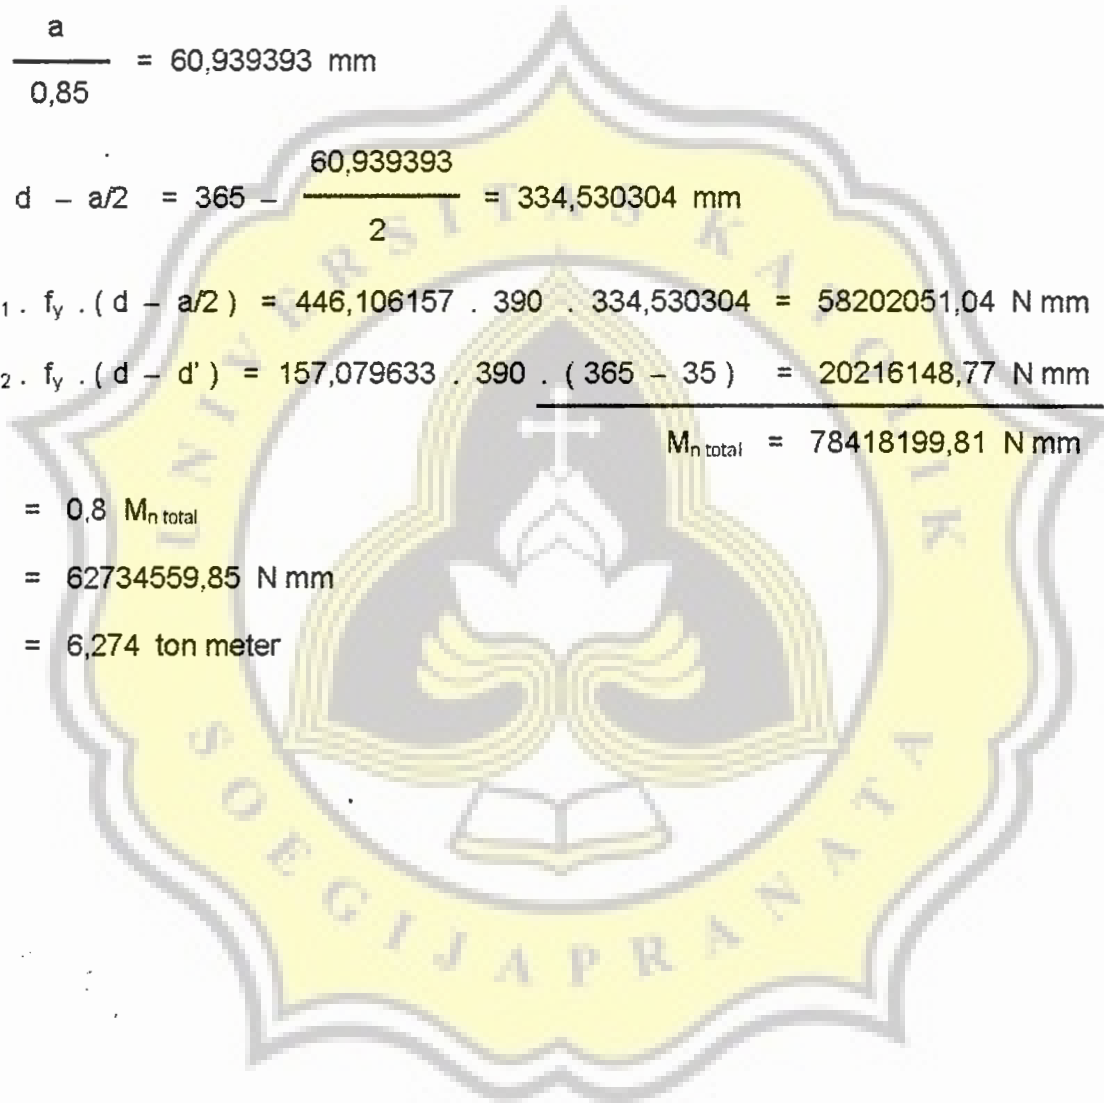 a
0,85 = 60,939393 mm
d – a/2 = 365 – 60,939393
2 = 334,530304 mm
1 . fy . ( d – a/2 ) = 446,106157 . 390 . 334,530304 = 58202051,04 N mm
2 . fy . ( d – d' ) = 157,079633 . 390 . ( 365 – 35 ) = 20216148,77 N mm
Mn total = 78418199,81 N mm
= 0,8 Mn total
= 62734559,85 N mm
= 6,274 ton meter
UNIVERSITAS KATOLIK
SOEGIJAPRANATA